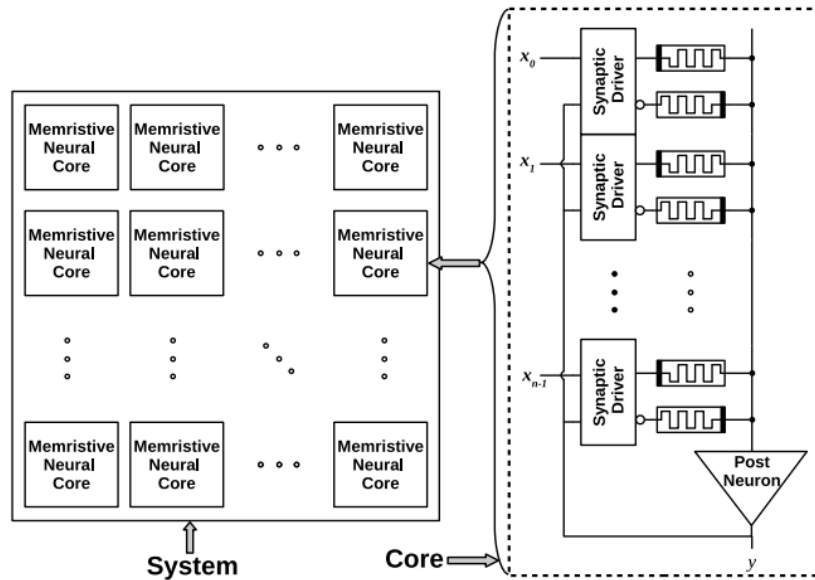 Memristive
Neural
Core
Memristive
Neural
Core
Memristive
Neural
Core
Memristive
Neural
Core
Memristive
Neural
Core
Memristive
Neural
Core
Memristive
Neural
Core
Memristive
Neural
Core
Memristive
Neural
Core
System
Core
x0
Synaptic
Driver
x1
Synaptic
Driver
xn-1
Synaptic
Driver
Post
Neuron
y